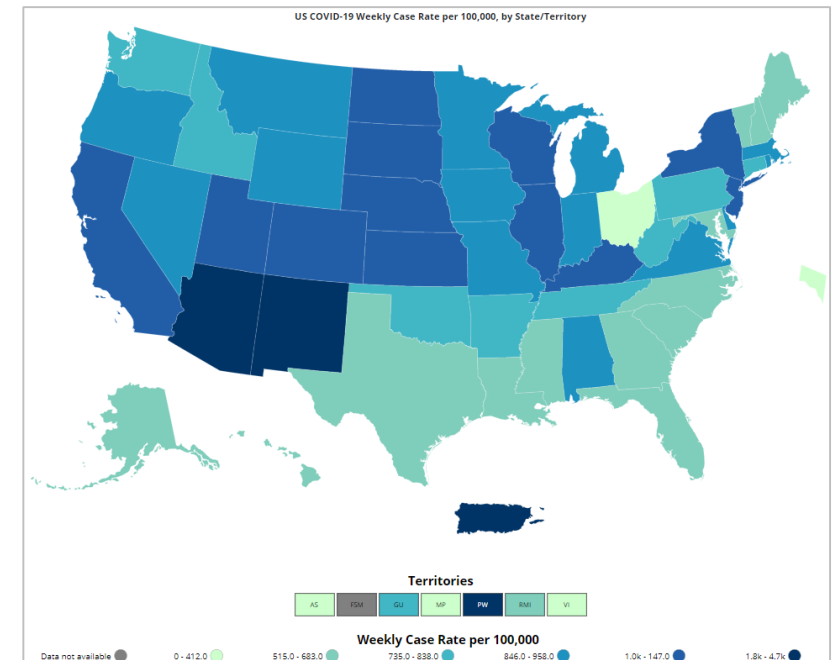 US COVID-19 Weekly Case Rate per 100,000, by State/Territory
Territories
AS FSM GU MP PW RMI VI
Weekly Case Rate per 100,000
Data not available 0 - 412.0 515.0 - 683.0 735.0 - 838.0 846.0 - 958.0 1.0k - 147.0 1.8k - 4.7k